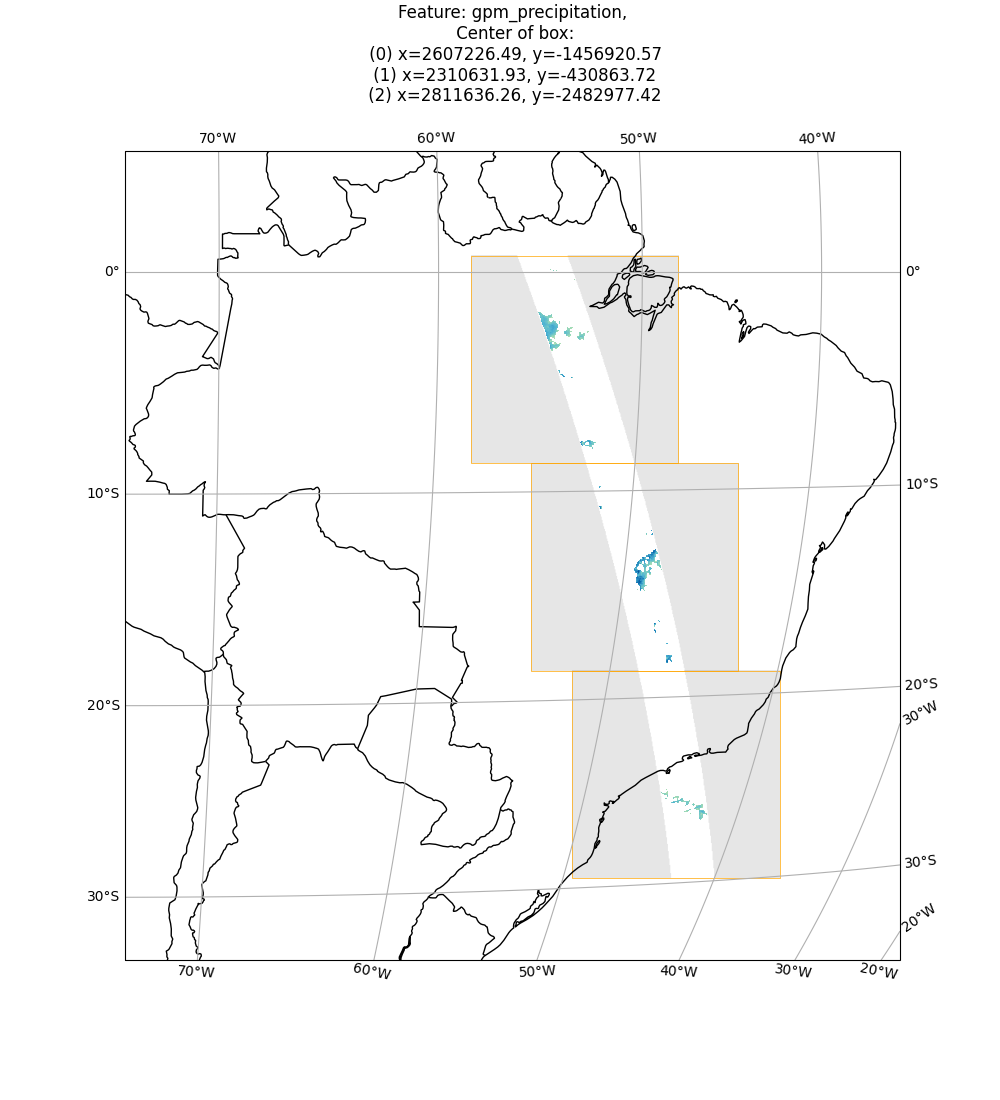 Feature: gpm_precipitation,
Center of box:
(0) x=2607226.49, y=-1456920.57
(1) x=2310631.93, y=-430863.72
(2) x=2811636.26, y=-2482977.42
70°W 60°W 50°W 40°W
0° 0°
10°S 10°S
20°S 20°S
30°W
30°S 30°S
20°W
70°W 60°W 50°W 40°W 30°W 20°W